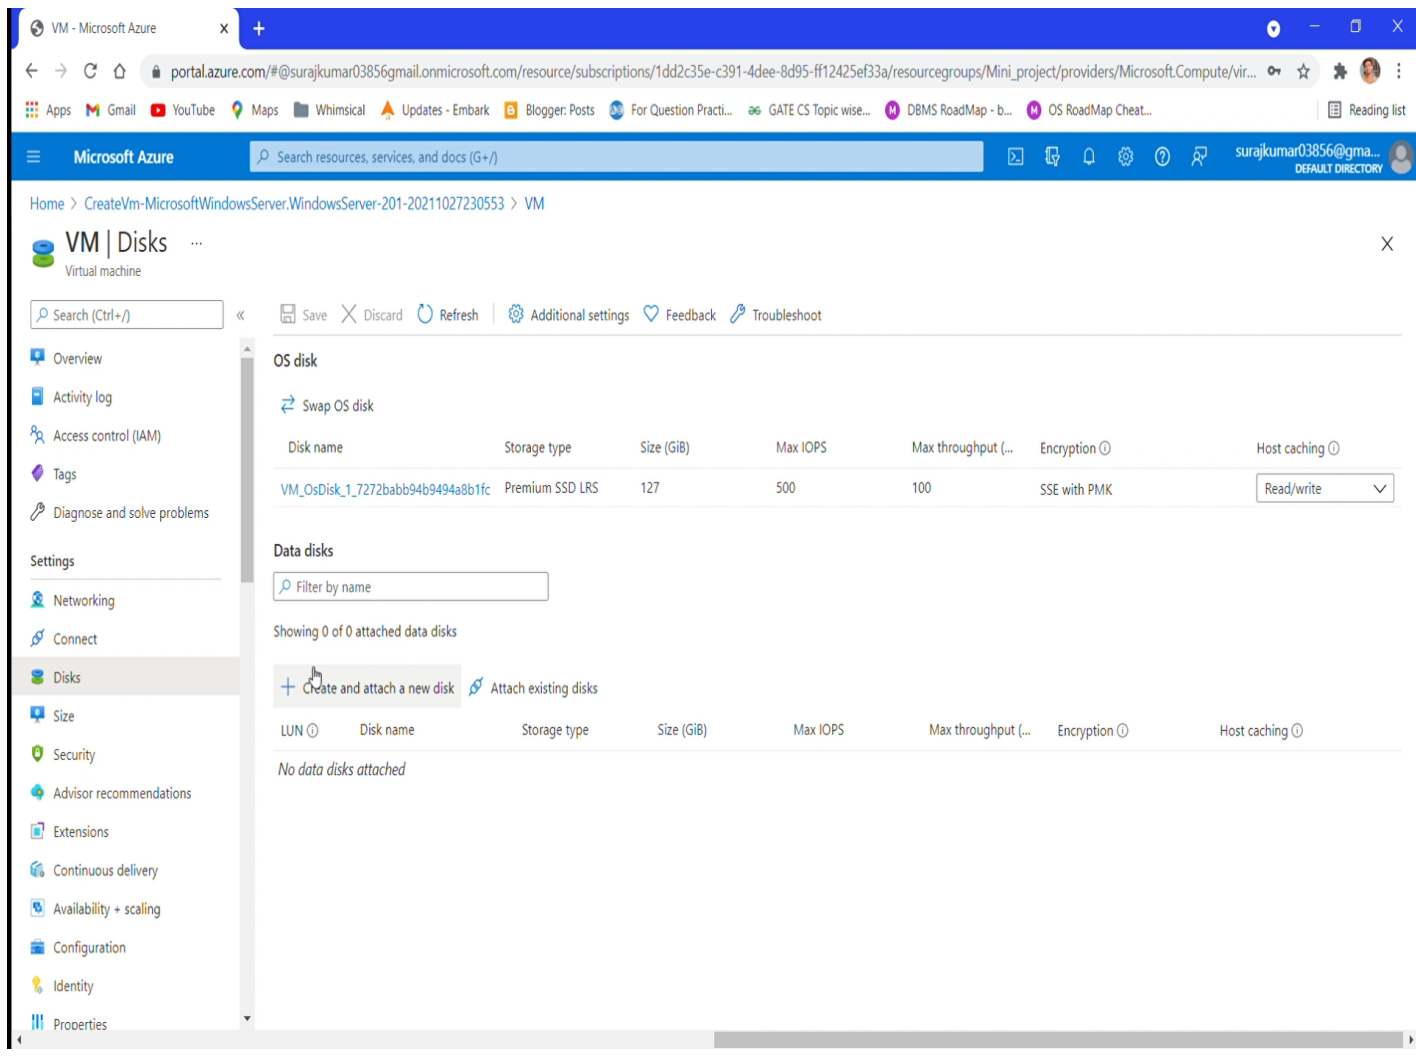 VM - Microsoft Azure
portal.azure.com/#@surajkumar03856gmail.onmicrosoft.com/resource/subscriptions/1dd2c35e-c391-4dee-8d95-ff12425ef33a/resourcegroups/Mini_project/providers/Microsoft.Compute/vir...
Apps Gmail YouTube Maps Whimsical Updates - Embark Blogger: Posts For Question Practi... GATE CS Topic wise... DBMS RoadMap - b... OS RoadMap Cheat... Reading list
Microsoft Azure Search resources, services, and docs (G+/) surajkumar03856@gma...
DEFAULT DIRECTORY
Home > CreateVm-MicrosoftWindowsServer.WindowsServer-201-20211027230553 > VM
VM | Disks ...
Virtual machine
Search (Ctrl+/) « Save Discard Refresh Additional settings Feedback Troubleshoot
Overview
Activity log
Access control (IAM)
Tags
Diagnose and solve problems
Settings
Networking
Connect
Disks
Size
Security
Advisor recommendations
Extensions
Continuous delivery
Availability + scaling
Configuration
Identity
Properties
OS disk
Swap OS disk
Disk name Storage type Size (GiB) Max IOPS Max throughput (... Encryption Host caching
VM_OsDisk_1_7272babb94b9494a8b1fc Premium SSD LRS 127 500 100 SSE with PMK Read/write
Data disks
Filter by name
Showing 0 of 0 attached data disks
+ Create and attach a new disk Attach existing disks
LUN Disk name Storage type Size (GiB) Max IOPS Max throughput (... Encryption Host caching
No data disks attached